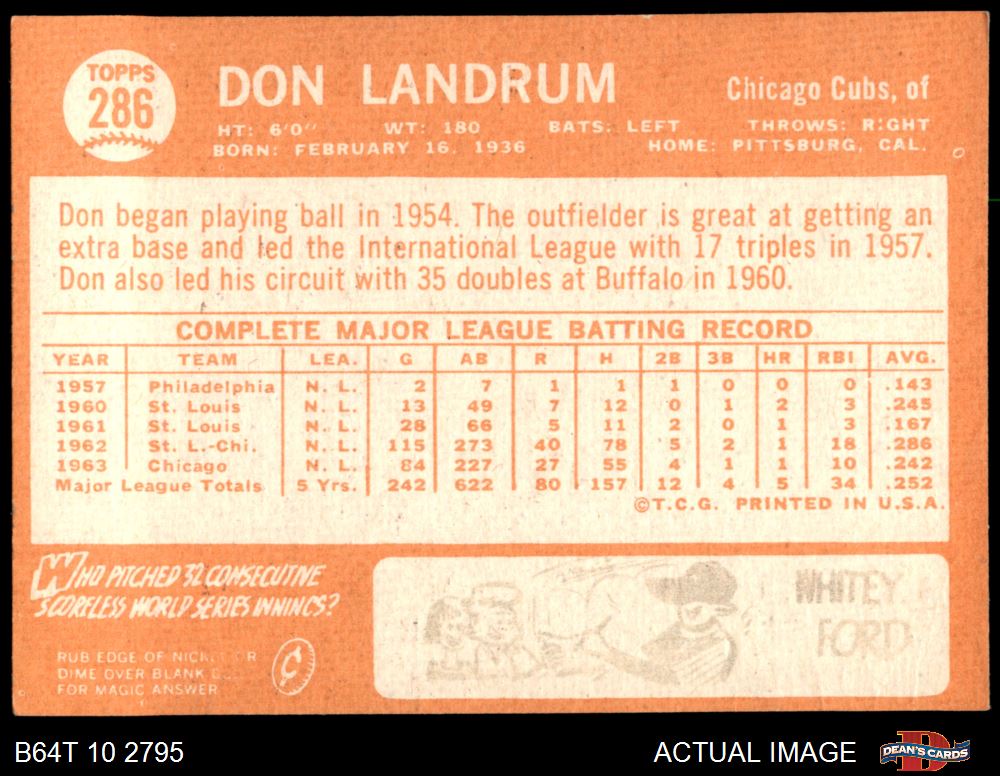 TOPPS
286
DON LANDRUM
Chicago Cubs, of
HT: 6'0" WT: 180 BATS: LEFT THROWS: RIGHT
BORN: FEBRUARY 16, 1936 HOME: PITTSBURG, CAL.
Don began playing ball in 1954. The outfielder is great at getting an
extra base and led the International League with 17 triples in 1957.
Don also led his circuit with 35 doubles at Buffalo in 1960.
COMPLETE MAJOR LEAGUE BATTING RECORD
YEAR TEAM LEA. G AB R H 2B 3B HR RBI AVG.
1957 Philadelphia N. L. 2 7 1 1 1 0 0 0 .143
1960 St. Louis N. L. 13 49 7 12 0 1 2 3 .245
1961 St. Louis N. L. 28 66 5 11 2 0 1 3 .167
1962 St. L.-Chi. N. L. 115 273 40 78 5 2 1 18 .286
1963 Chicago N. L. 84 227 27 55 4 1 1 10 .242
Major League Totals 5 Yrs. 242 622 80 157 12 4 5 34 .252
©T.C.G. PRINTED IN U.S.A.
WHO PITCHED 32 CONSECUTIVE
SCORELESS WORLD SERIES INNINGS?
RUB EDGE OF NICKEL OR
DIME OVER BLANK
FOR MAGIC ANSWER
WHITEY
FORD
B64T 10 2795
ACTUAL IMAGE
DEAN'S CARDS